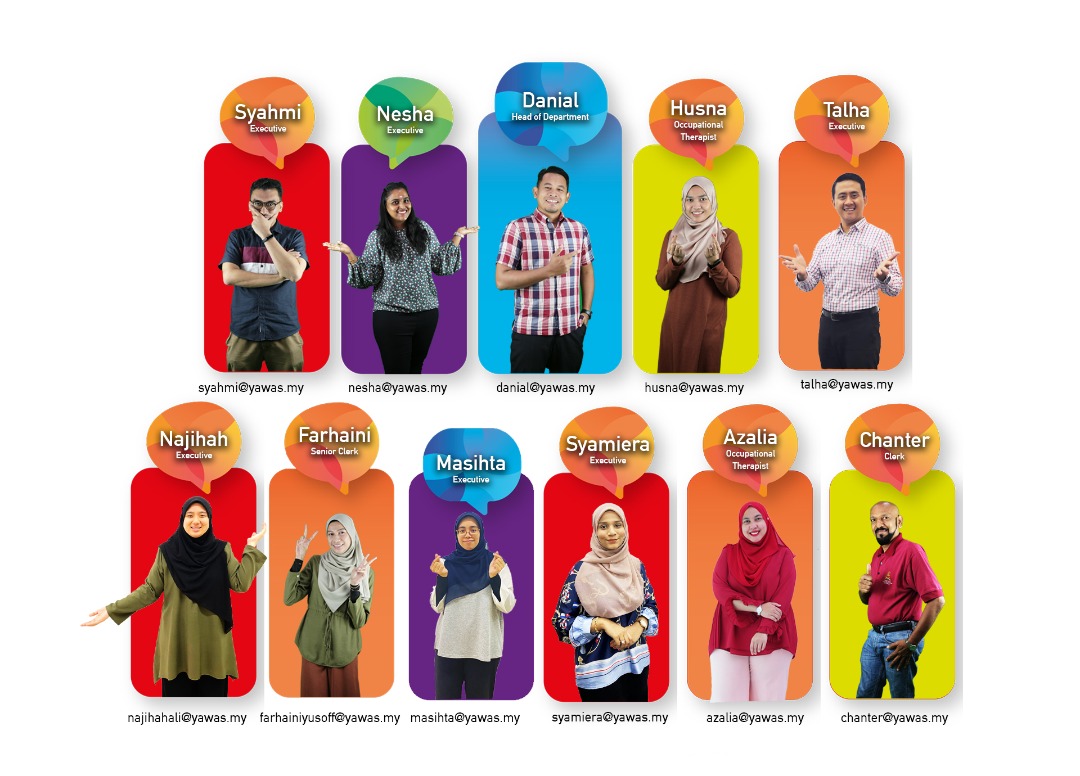 Syahmi
Executive
Nesha
Executive
Danial
Head of Department
Husna
Occupational
Therapist
Talha
Executive
syahmi@yawas.my
nesha@yawas.my
danial@yawas.my
husna@yawas.my
talha@yawas.my
Najihah
Executive
Farhaini
Senior Clerk
Masihta
Executive
Syamiera
Executive
Azalia
Occupational
Therapist
Chanter
Clerk
najihahali@yawas.my
farhainiyusoff@yawas.my
masihta@yawas.my
syamiera@yawas.my
azalia@yawas.my
chanter@yawas.my